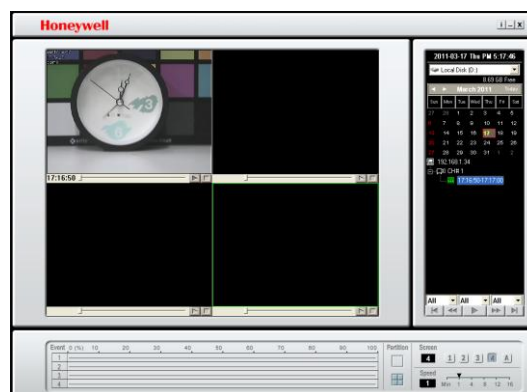 Honeywell
2011-03-17 Thu PM 5:17:46
Local Disk (D:)
8.69 GB Free
March 2011
Today
Sun Mon Tue Wed Thu Fri Sat
27 28 1 2 3 4 5
6 7 8 9 10 11 12
13 14 15 16 17 18 19
20 21 22 23 24 25 26
27 28 29 30 31 1 2
192.168.1.34
CH# 1
17:16:50-17:17:00
17:16:50
All All All
Event 0 (%) 10 20 30 40 50 60 70 80 90 100
1
2
3
4
Partition
Screen
4 1 2 3 4 A
Speed
1 Min 1 4 8 12 16